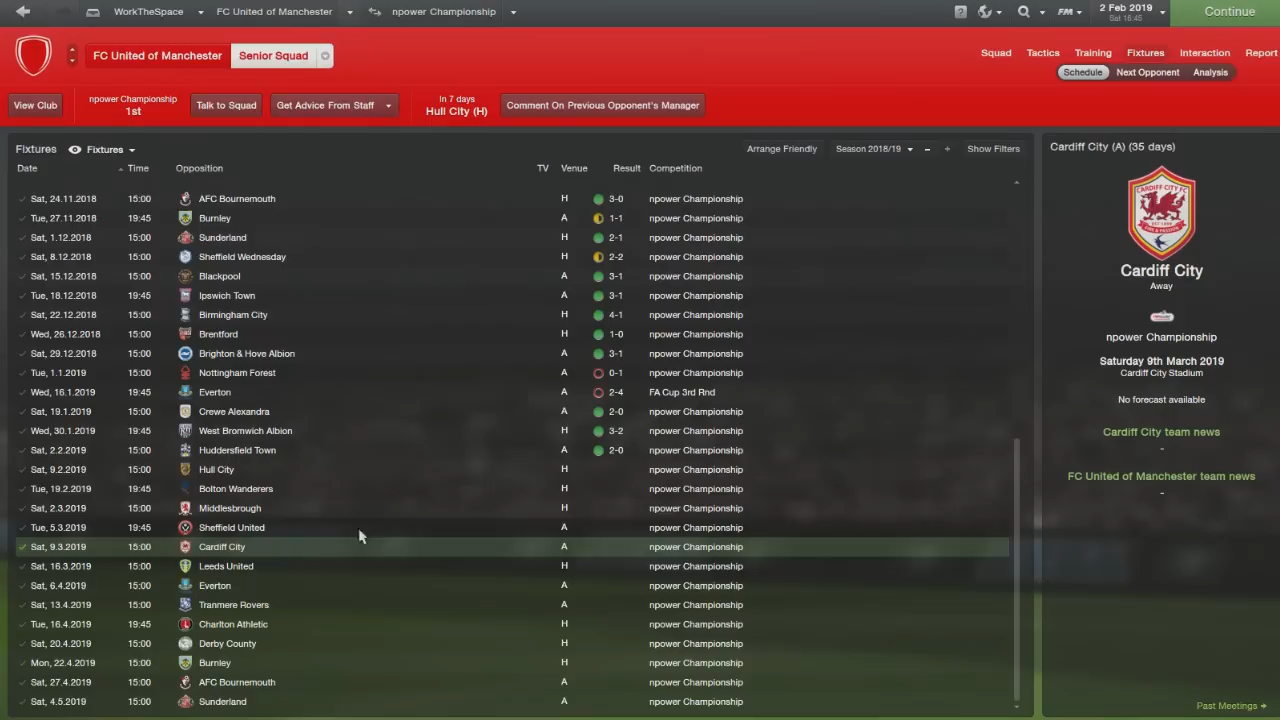 WorkTheSpace FC United of Manchester npower Championship ? FM 2 Feb 2019 Sat 16:45 Continue
FC United of Manchester Senior Squad Squad Tactics Training Fixtures Interaction Report
Schedule Next Opponent Analysis
View Club npower Championship 1st Talk to Squad Get Advice From Staff In 7 days Hull City (H) Comment On Previous Opponent's Manager
Fixtures Fixtures Arrange Friendly Season 2018/19 - + Show Filters
Date Time Opposition TV Venue Result Competition
Sat, 24.11.2018 15:00 AFC Bournemouth H 3-0 npower Championship
Tue, 27.11.2018 19:45 Burnley A 1-1 npower Championship
Sat, 1.12.2018 15:00 Sunderland H 2-1 npower Championship
Sat, 8.12.2018 15:00 Sheffield Wednesday H 2-2 npower Championship
Sat, 15.12.2018 15:00 Blackpool A 3-1 npower Championship
Tue, 18.12.2018 19:45 Ipswich Town A 3-1 npower Championship
Sat, 22.12.2018 15:00 Birmingham City H 4-1 npower Championship
Wed, 26.12.2018 15:00 Brentford H 1-0 npower Championship
Sat, 29.12.2018 15:00 Brighton & Hove Albion A 3-1 npower Championship
Tue, 1.1.2019 15:00 Nottingham Forest A 0-1 npower Championship
Wed, 16.1.2019 19:45 Everton A 2-4 FA Cup 3rd Rnd
Sat, 19.1.2019 15:00 Crewe Alexandra A 2-0 npower Championship
Wed, 30.1.2019 19:45 West Bromwich Albion H 3-2 npower Championship
Sat, 2.2.2019 15:00 Huddersfield Town A 2-0 npower Championship
Sat, 9.2.2019 15:00 Hull City H npower Championship
Tue, 19.2.2019 19:45 Bolton Wanderers H npower Championship
Sat, 2.3.2019 15:00 Middlesbrough H npower Championship
Tue, 5.3.2019 19:45 Sheffield United A npower Championship
Sat, 9.3.2019 15:00 Cardiff City A npower Championship
Sat, 16.3.2019 15:00 Leeds United H npower Championship
Sat, 6.4.2019 15:00 Everton A npower Championship
Sat, 13.4.2019 15:00 Tranmere Rovers A npower Championship
Tue, 16.4.2019 19:45 Charlton Athletic H npower Championship
Sat, 20.4.2019 15:00 Derby County H npower Championship
Mon, 22.4.2019 15:00 Burnley H npower Championship
Sat, 27.4.2019 15:00 AFC Bournemouth A npower Championship
Sat, 4.5.2019 15:00 Sunderland A npower Championship
Cardiff City (A) (35 days)
CARDIFF CITY FC
Cardiff City
Away
npower Championship
Saturday 9th March 2019
Cardiff City Stadium
No forecast available
Cardiff City team news
-
FC United of Manchester team news
-
Past Meetings